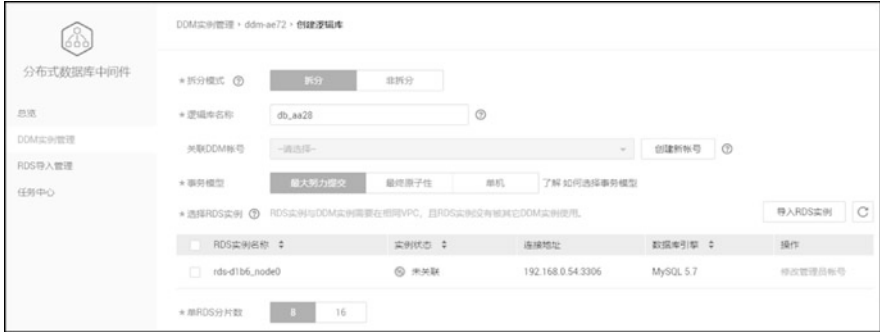 DDM实例管理 › ddm-ae72 › 创建逻辑库
分布式数据库中间件
总览
DDM实例管理
RDS导入管理
任务中心
* 拆分模式 ? 拆分 非拆分
* 逻辑库名称 db_aa28 ?
关联DDM帐号 --请选择-- 创建新帐号 ?
* 事务模型 最大努力提交 最终原子性 单机 了解 如何选择事务模型
* 选择RDS实例 ? RDS实例与DDM实例需要在相同VPC，且RDS实例没有被其它DDM实例使用。 导入RDS实例
RDS实例名称 实例状态 连接地址 数据库引擎 操作
rds-d1b6_node0 未关联 192.168.0.54:3306 MySQL 5.7 修改管理员帐号
* 单RDS分片数 8 16